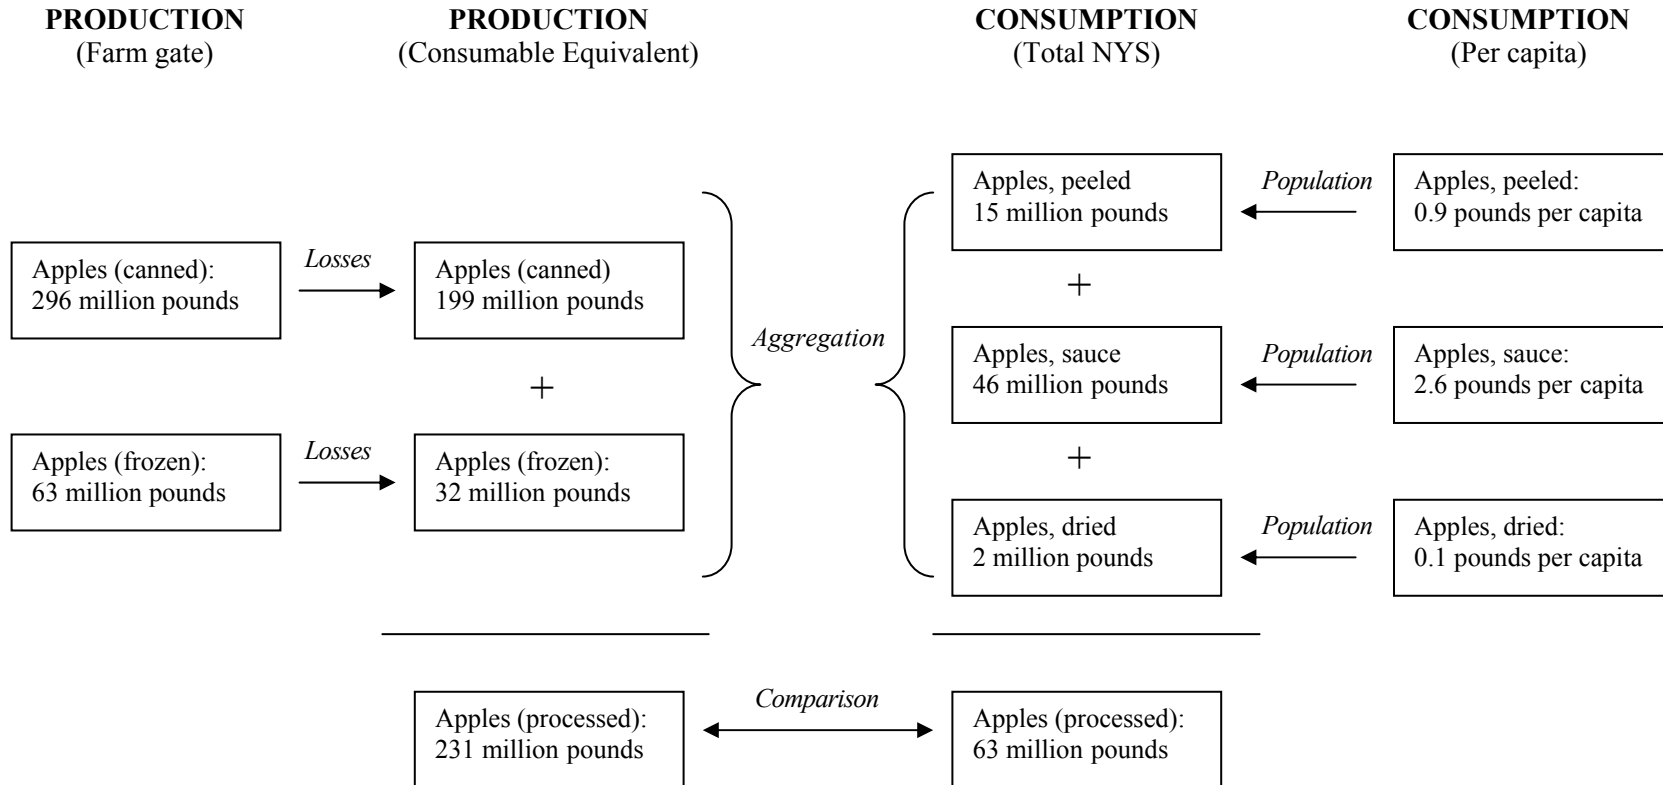 PRODUCTION
(Farm gate)
PRODUCTION
(Consumable Equivalent)
CONSUMPTION
(Total NYS)
CONSUMPTION
(Per capita)
Apples (canned):
296 million pounds
Losses
Apples (canned)
199 million pounds
+
Apples (frozen):
63 million pounds
Losses
Apples (frozen):
32 million pounds
Aggregation
Apples, peeled
15 million pounds
Population
Apples, peeled:
0.9 pounds per capita
+
Apples, sauce
46 million pounds
Population
Apples, sauce:
2.6 pounds per capita
+
Apples, dried
2 million pounds
Population
Apples, dried:
0.1 pounds per capita
Apples (processed):
231 million pounds
Comparison
Apples (processed):
63 million pounds